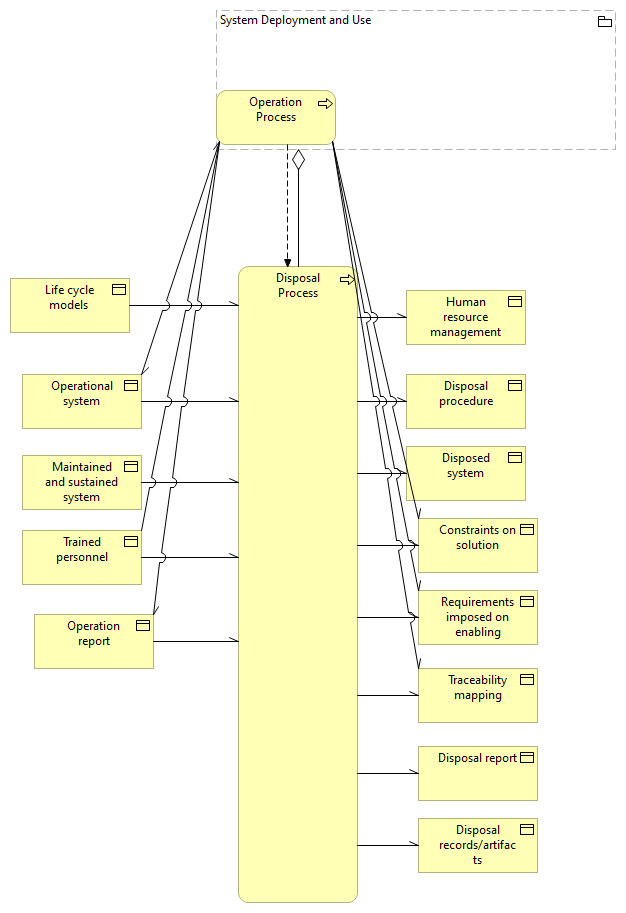 System Deployment and Use
Operation
Process
Disposal
Process
Life cycle
models
Human
resource
management
Operational
system
Disposal
procedure
Maintained
and sustained
system
Disposed
system
Trained
personnel
Constraints on
solution
Operation
report
Requirements
imposed on
enabling
Traceability
mapping
Disposal report
Disposal
records/artifac
ts